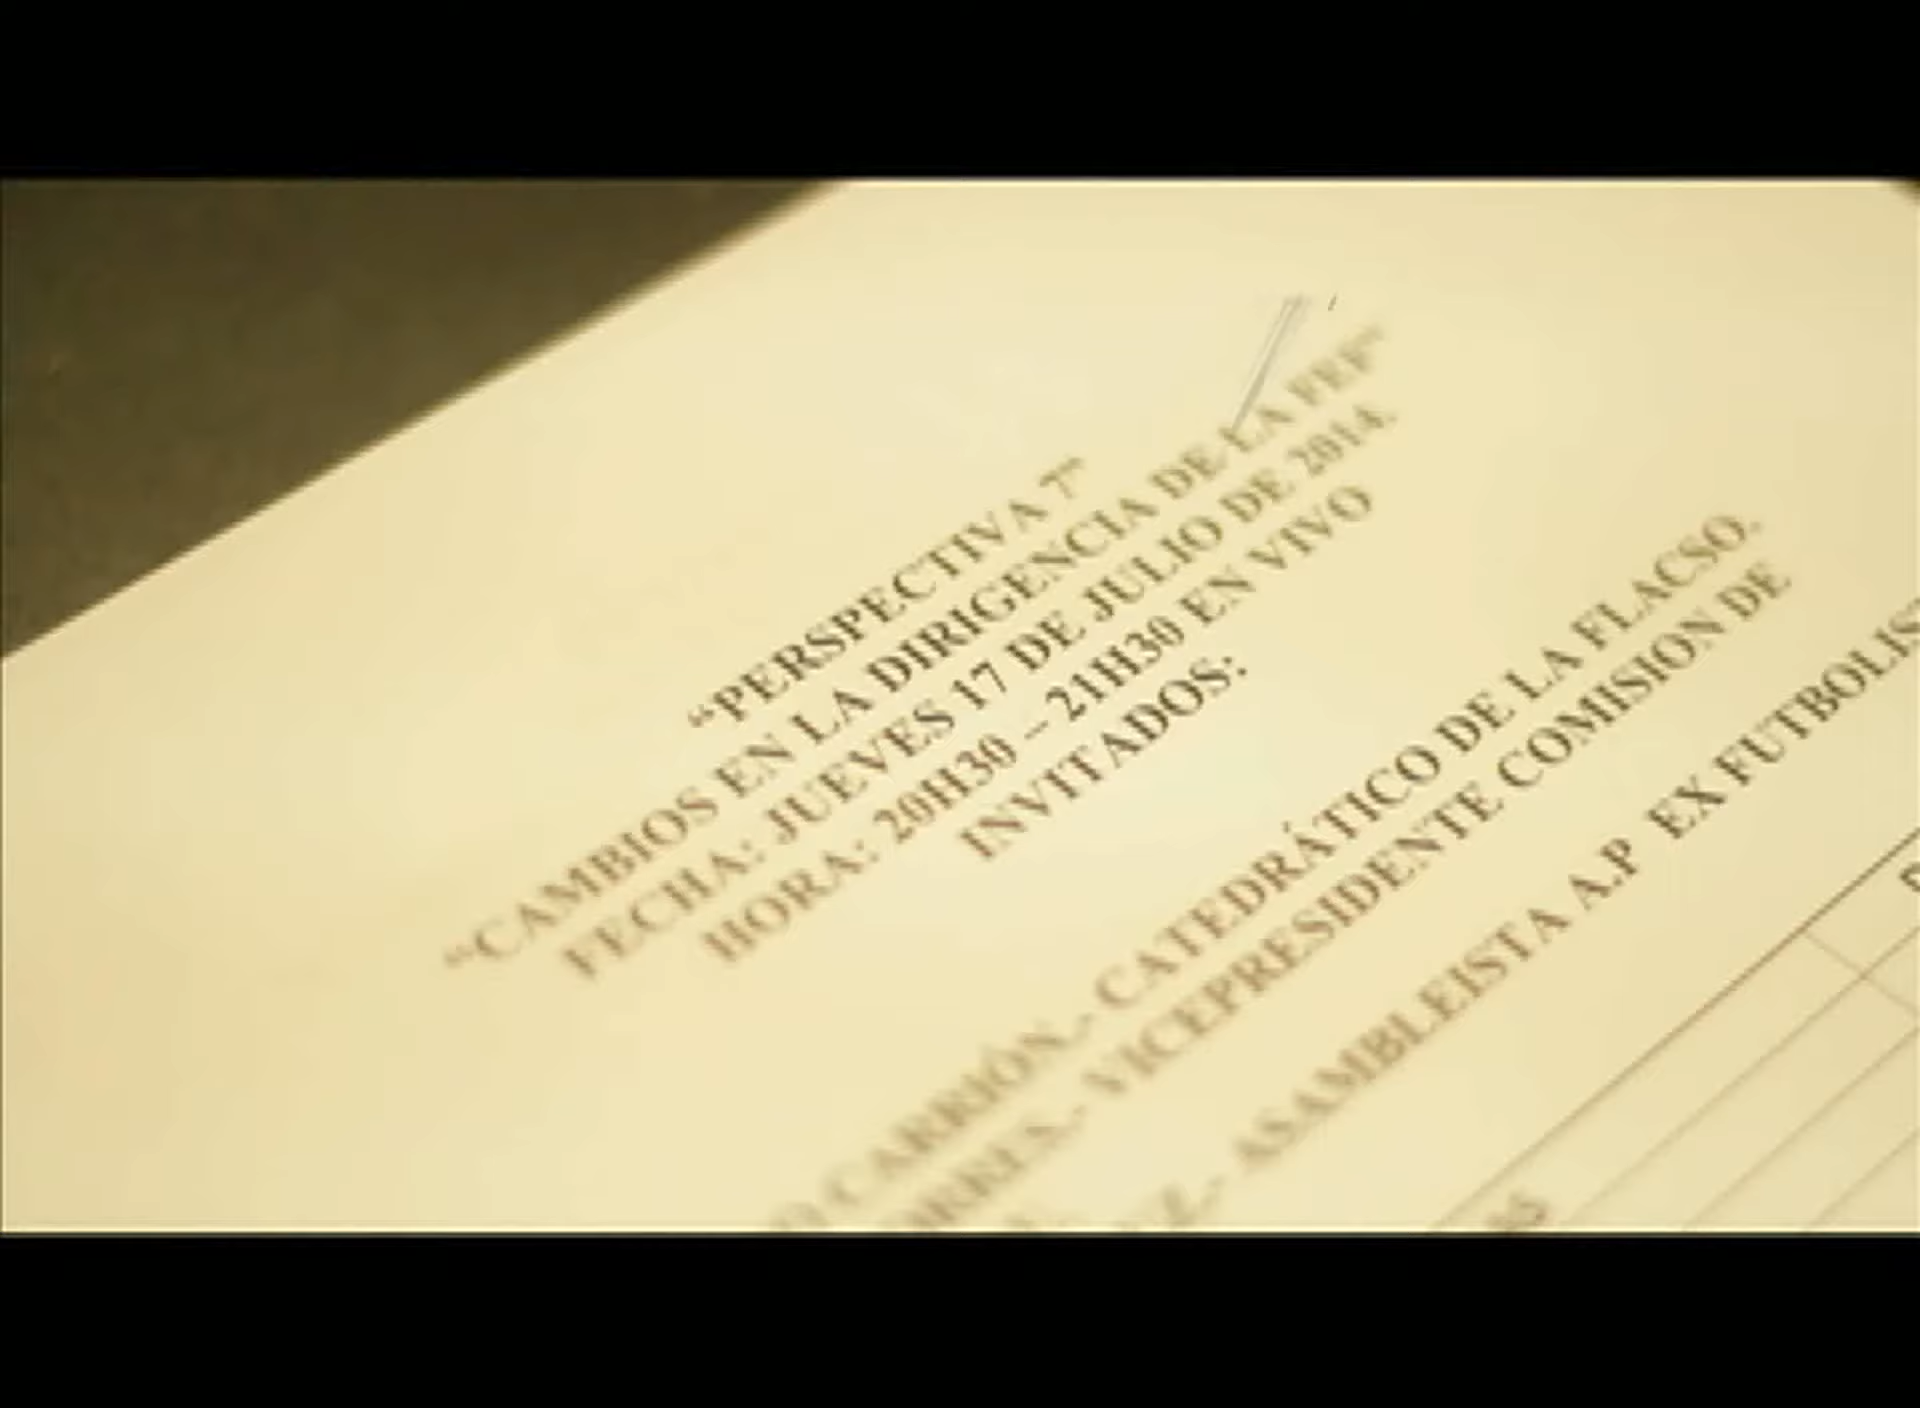 “PERSPECTIVA 7”
“CAMBIOS EN LA DIRIGENCIA DE LA FEF”
FECHA: JUEVES 17 DE JULIO DE 2014.
HORA: 20H30 – 21H30 EN VIVO
INVITADOS:
CARRIÓN.- CATEDRÁTICO DE LA FLACSO.
VICEPRESIDENTE COMISION DE
ASAMBLEISTA A.P EX FUTBOLIS